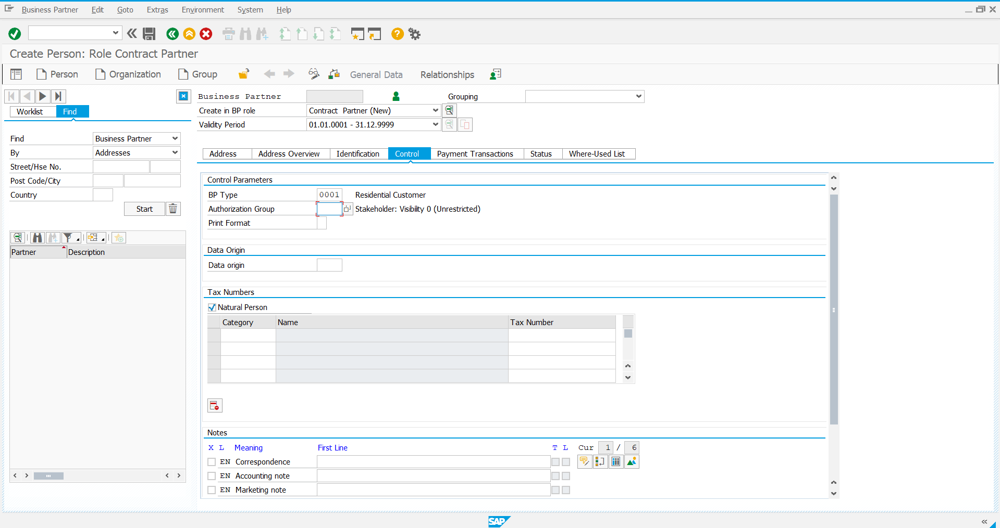 Business Partner Edit Goto Extras Environment System Help
Create Person: Role Contract Partner
Person Organization Group General Data Relationships
Business Partner Grouping
Worklist Find
Create in BP role Contract Partner (New)
Validity Period 01.01.0001 - 31.12.9999
Find Business Partner
By Addresses
Street/Hse No.
Post Code/City
Country
Start
Partner Description
Address Address Overview Identification Control Payment Transactions Status Where-Used List
Control Parameters
BP Type 0001 Residential Customer
Authorization Group Stakeholder: Visibility 0 (Unrestricted)
Print Format
Data Origin
Data origin
Tax Numbers
Natural Person
Category Name Tax Number
Notes
X L Meaning First Line T L Cur 1 / 6
EN Correspondence
EN Accounting note
EN Marketing note
SAP